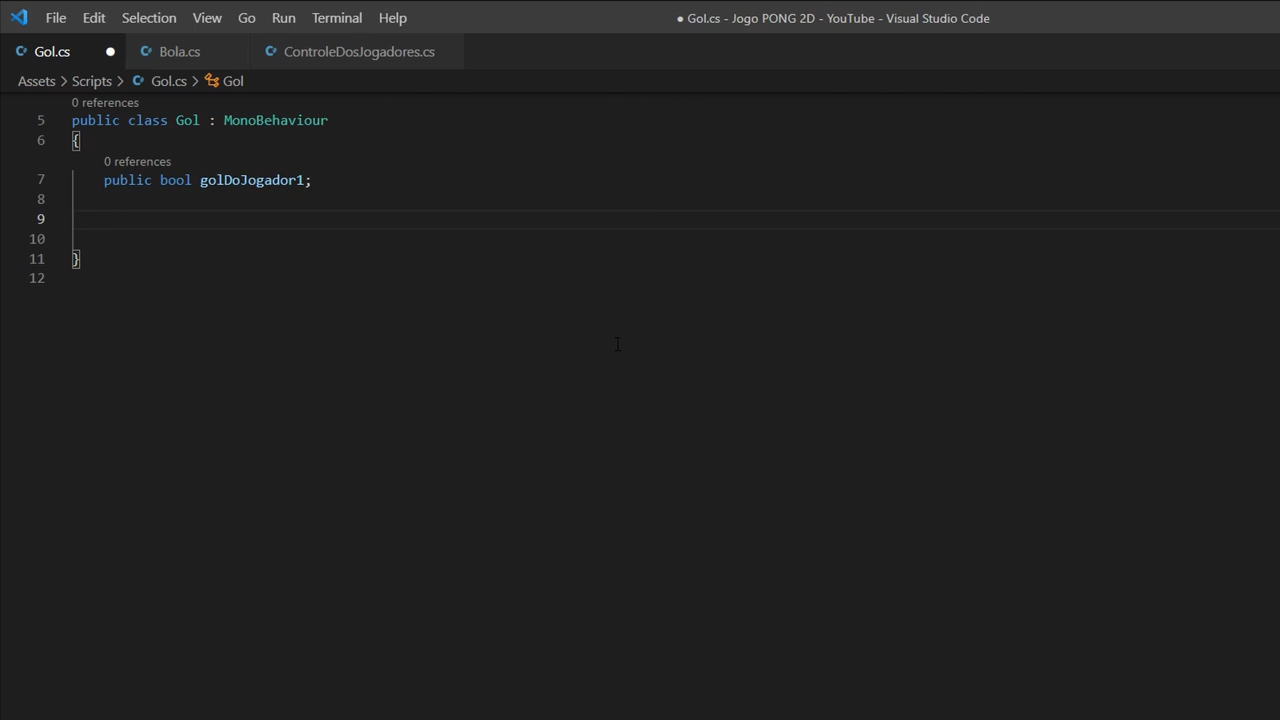 File Edit Selection View Go Run Terminal Help ● Gol.cs - Jogo PONG 2D - YouTube - Visual Studio Code
Gol.cs ● Bola.cs ControleDosJogadores.cs
Assets > Scripts > Gol.cs > Gol
0 references
5 public class Gol : MonoBehaviour
6 {
0 references
7 public bool golDoJogador1;
8
9
10
11 }
12